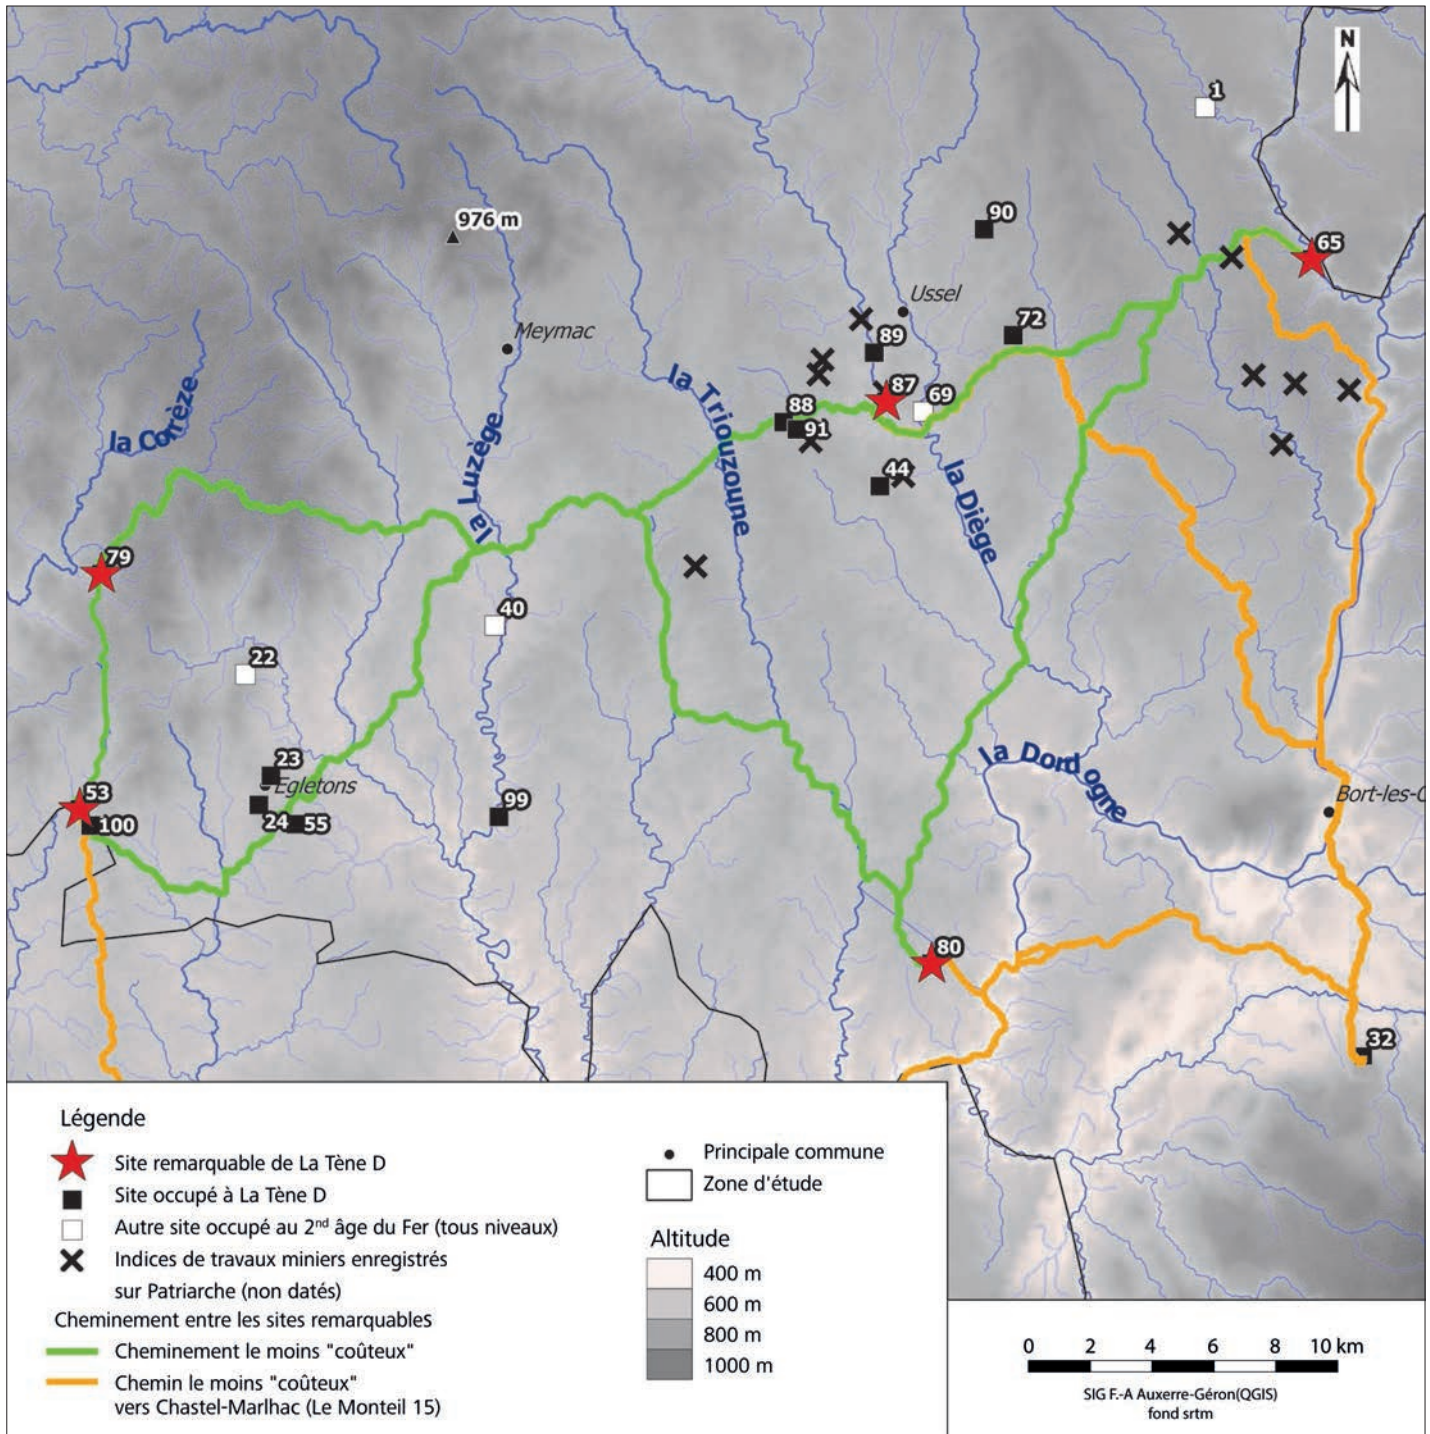 N
1
976 m
90
65
Ussel
Meymac
72
89
la Corrèze
la Triouzoune
87
69
88
91
la Luzège
44
la Diège
79
40
22
la Dordogne
23
Egletons
53
99
Bort-les-O
100
24
55
80
32
Légende
Site remarquable de La Tène D
Site occupé à La Tène D
Autre site occupé au 2nd âge du Fer (tous niveaux)
Indices de travaux miniers enregistrés
sur Patriarche (non datés)
Cheminement entre les sites remarquables
Cheminement le moins "coûteux"
Chemin le moins "coûteux"
vers Chastel-Marlhac (Le Monteil 15)
Principale commune
Zone d'étude
Altitude
400 m
600 m
800 m
1000 m
0 2 4 6 8 10 km
SIG F.-A Auxerre-Géron(QGIS)
fond srtm